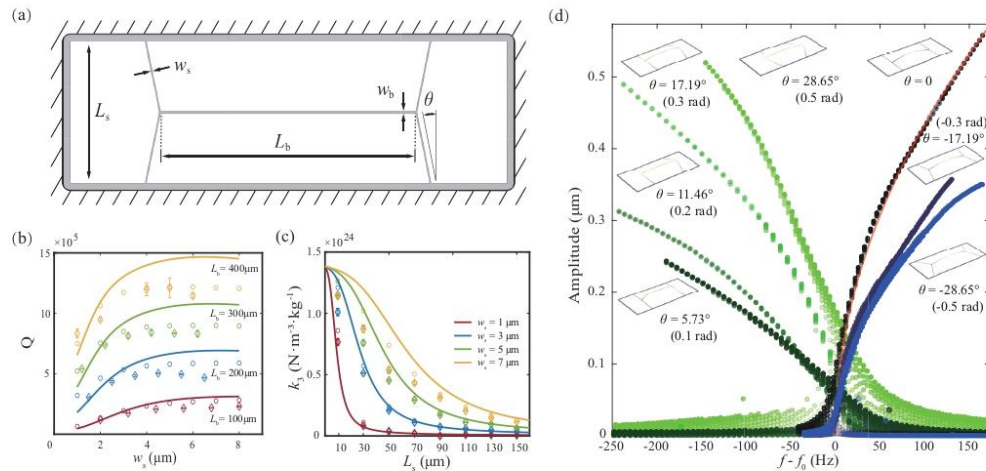 (a)
w_s
L_s
w_b
θ
L_b
(b)
×10^5
15
10
5
0
Q
L_b= 400μm
L_b= 300μm
L_b= 200μm
L_b= 100μm
0 2 4 6 8
w_s (μm)
(c)
×10^24
1.5
1.0
0.5
0
k_3 (N·m^-3·kg^-1)
w_s = 1 μm
w_s = 3 μm
w_s = 5 μm
w_s = 7 μm
10 30 50 70 90 110 130 150
L_s (μm)
(d)
0.5
0.4
0.3
0.2
0.1
0
Amplitude (μm)
θ = 17.19°
(0.3 rad)
θ = 28.65°
(0.5 rad)
θ = 0
(-0.3 rad)
θ = -17.19°
θ = 11.46°
(0.2 rad)
θ = 5.73°
(0.1 rad)
θ = -28.65°
(-0.5 rad)
-250 -200 -150 -100 -50 0 50 100 150
f - f_0 (Hz)